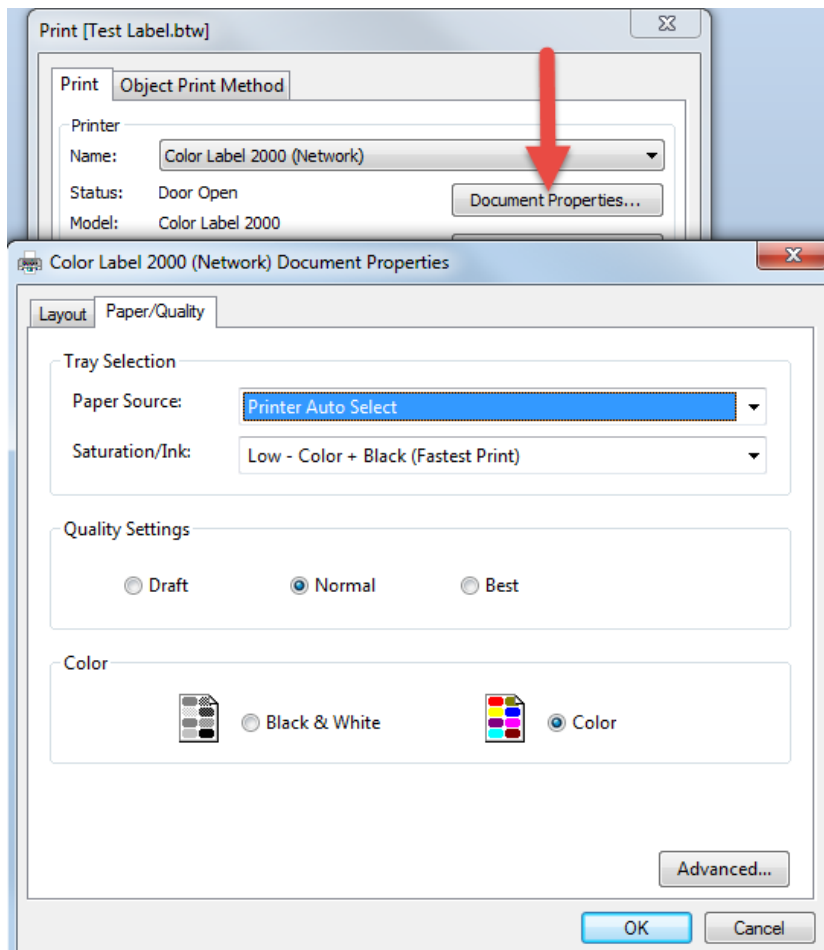 Print [Test Label.btw]
Print Object Print Method
Printer
Name: Color Label 2000 (Network)
Status: Door Open Document Properties...
Model: Color Label 2000
Color Label 2000 (Network) Document Properties
Layout Paper/Quality
Tray Selection
Paper Source: Printer Auto Select
Saturation/Ink: Low - Color + Black (Fastest Print)
Quality Settings
Draft Normal Best
Color
Black & White Color
Advanced...
OK Cancel